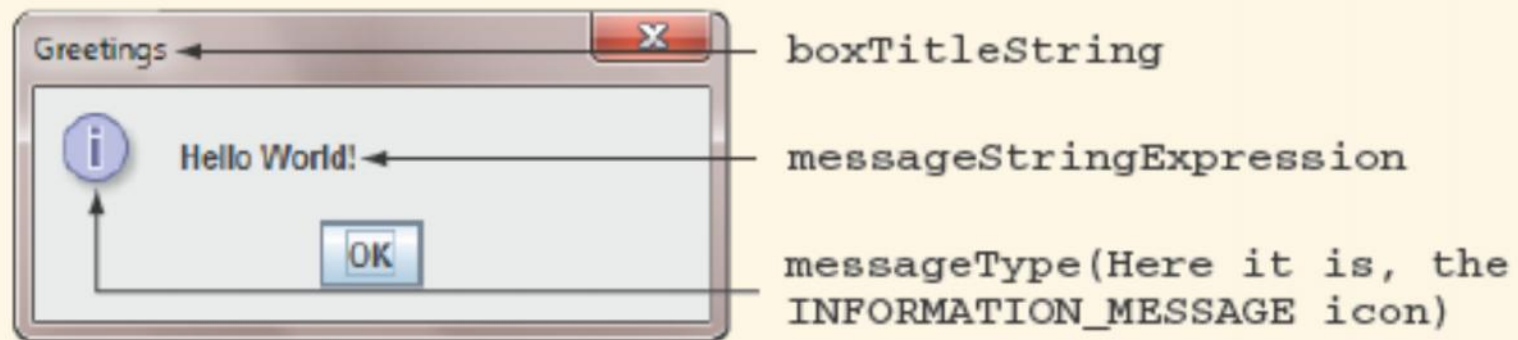 Greetings
boxTitleString
i
Hello World!
messageStringExpression
OK
messageType(Here it is, the
INFORMATION_MESSAGE icon)